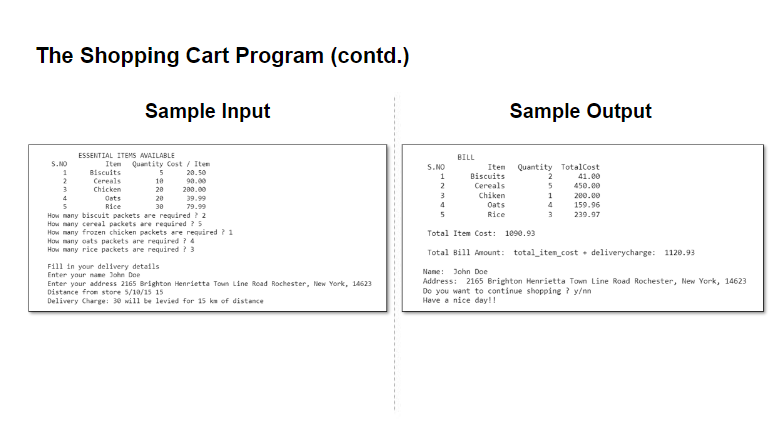 The Shopping Cart Program (contd.)
Sample Input
ESSENTIAL ITEMS AVAILABLE
S.NO Item Quantity Cost / Item
1 Biscuits 5 20.50
2 Cereals 10 90.00
3 Chicken 20 200.00
4 Oats 20 39.99
5 Rice 30 79.99
How many biscuit packets are required ? 2
How many cereal packets are required ? 5
How many frozen chicken packets are required ? 1
How many oats packets are required ? 4
How many rice packets are required ? 3
Fill in your delivery details
Enter your name John Doe
Enter your address 2165 Brighton Henrietta Town Line Road Rochester, New York, 14623
Distance from store 5/10/15 15
Delivery Charge: 30 will be levied for 15 km of distance
Sample Output
BILL
S.NO Item Quantity TotalCost
1 Biscuits 2 41.00
2 Cereals 5 450.00
3 Chiken 1 200.00
4 Oats 4 159.96
5 Rice 3 239.97
Total Item Cost: 1090.93
Total Bill Amount: total_item_cost + deliverycharge: 1120.93
Name: John Doe
Address: 2165 Brighton Henrietta Town Line Road Rochester, New York, 14623
Do you want to continue shopping ? y/nn
Have a nice day!!